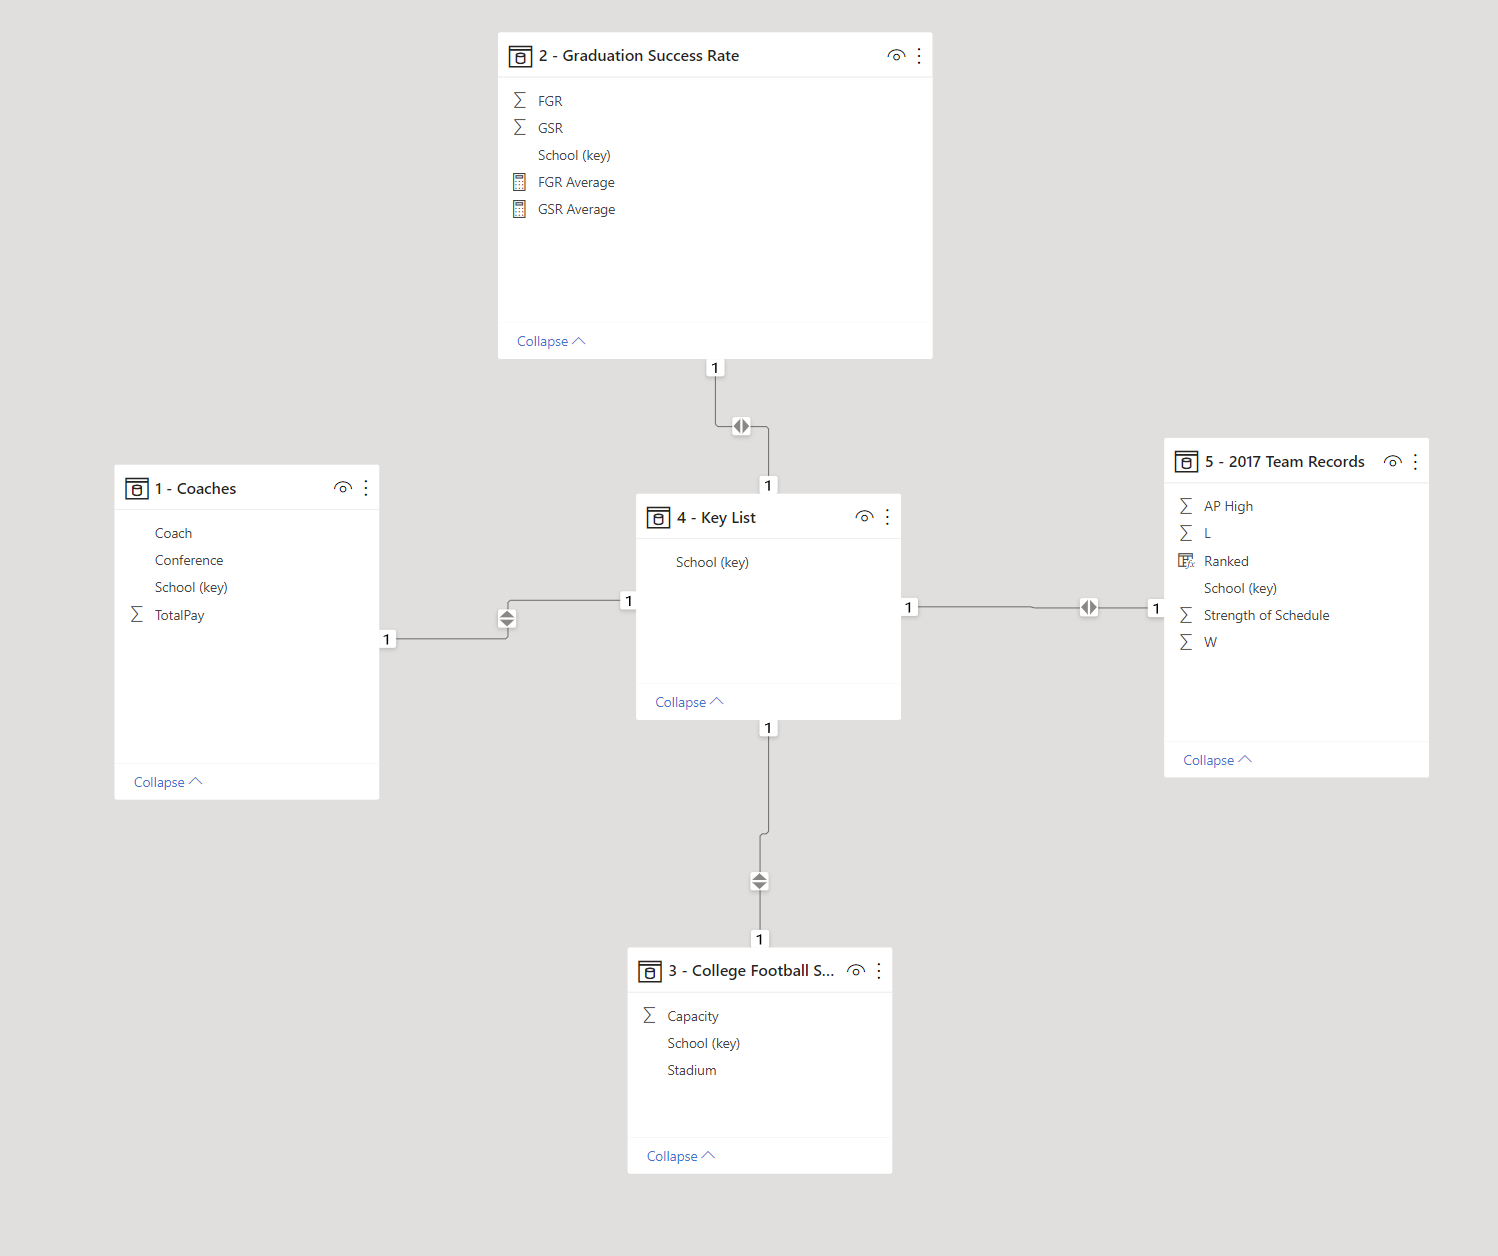 2 - Graduation Success Rate
FGR
GSR
School (key)
FGR Average
GSR Average
Collapse
1
1
1 - Coaches
Coach
Conference
School (key)
TotalPay
Collapse
1
1
4 - Key List
School (key)
Collapse
1
1
5 - 2017 Team Records
AP High
L
Ranked
School (key)
Strength of Schedule
W
Collapse
1
1
3 - College Football S...
Capacity
School (key)
Stadium
Collapse